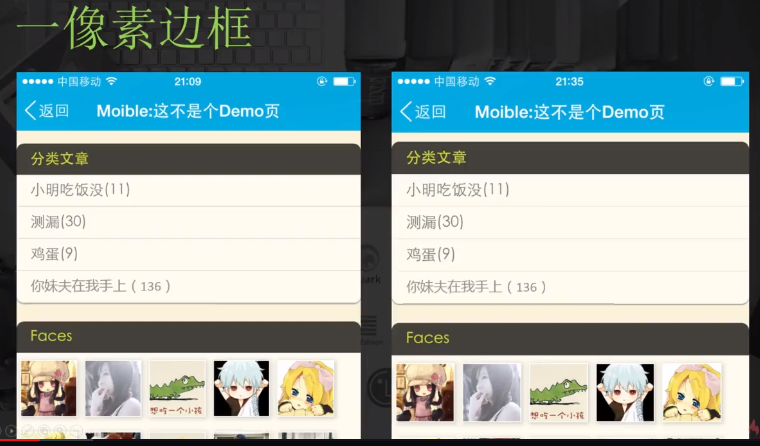 一像素边框
中国移动 21:09
返回 Moible:这不是个Demo页
分类文章
小明吃饭没(11)
测漏(30)
鸡蛋(9)
你妹夫在我手上（136）
Faces
想吃一个小孩
中国移动 21:35
返回 Moible:这不是个Demo页
分类文章
小明吃饭没(11)
测漏(30)
鸡蛋(9)
你妹夫在我手上（136）
Faces
想吃一个小孩